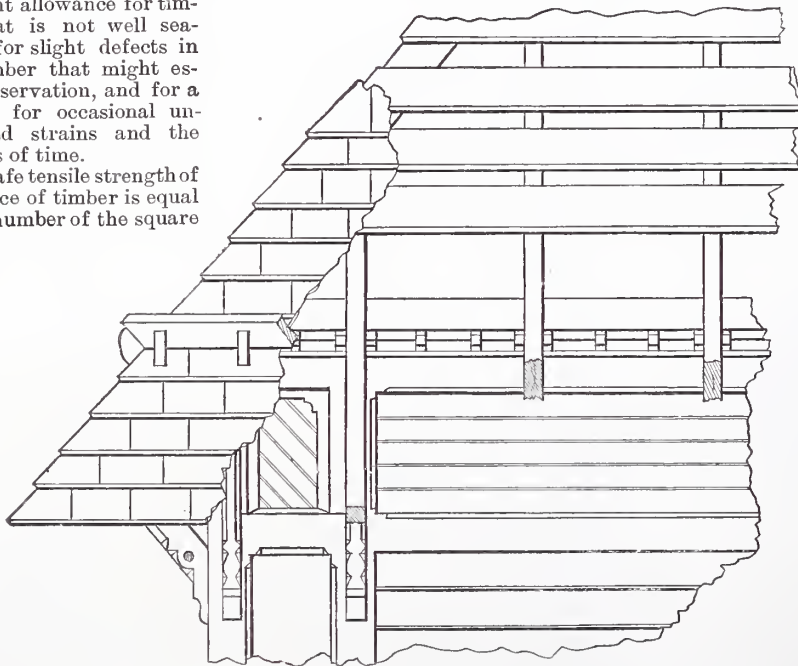 nt allowance for tim-
at is not well sea-
for slight defects in
nber that might es-
servation, and for a
for occasional un-
d strains and the
s of time.
afe tensile strength of
ce of timber is equal
number of the square